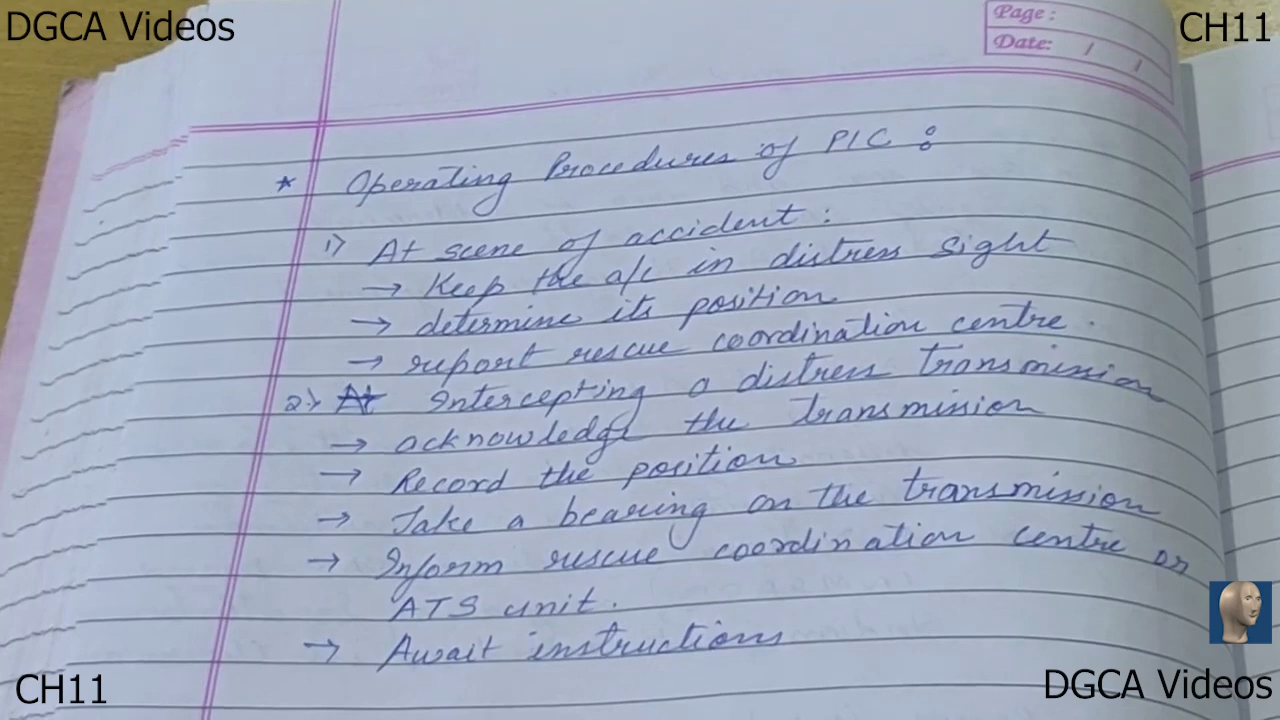 DGCA Videos
CH11
Page:
Date: / /
* Operating Procedures of PIC :
1) At scene of accident :
→ Keep the a/c in distress sight
→ determine its position
→ report rescue coordination centre.
2.) At Intercepting a distress transmission
→ acknowledge the transmission
→ Record the position
→ Take a bearing on the transmission
→ Inform rescue coordination centre or
ATS unit.
→ Await instructions
CH11
DGCA Videos